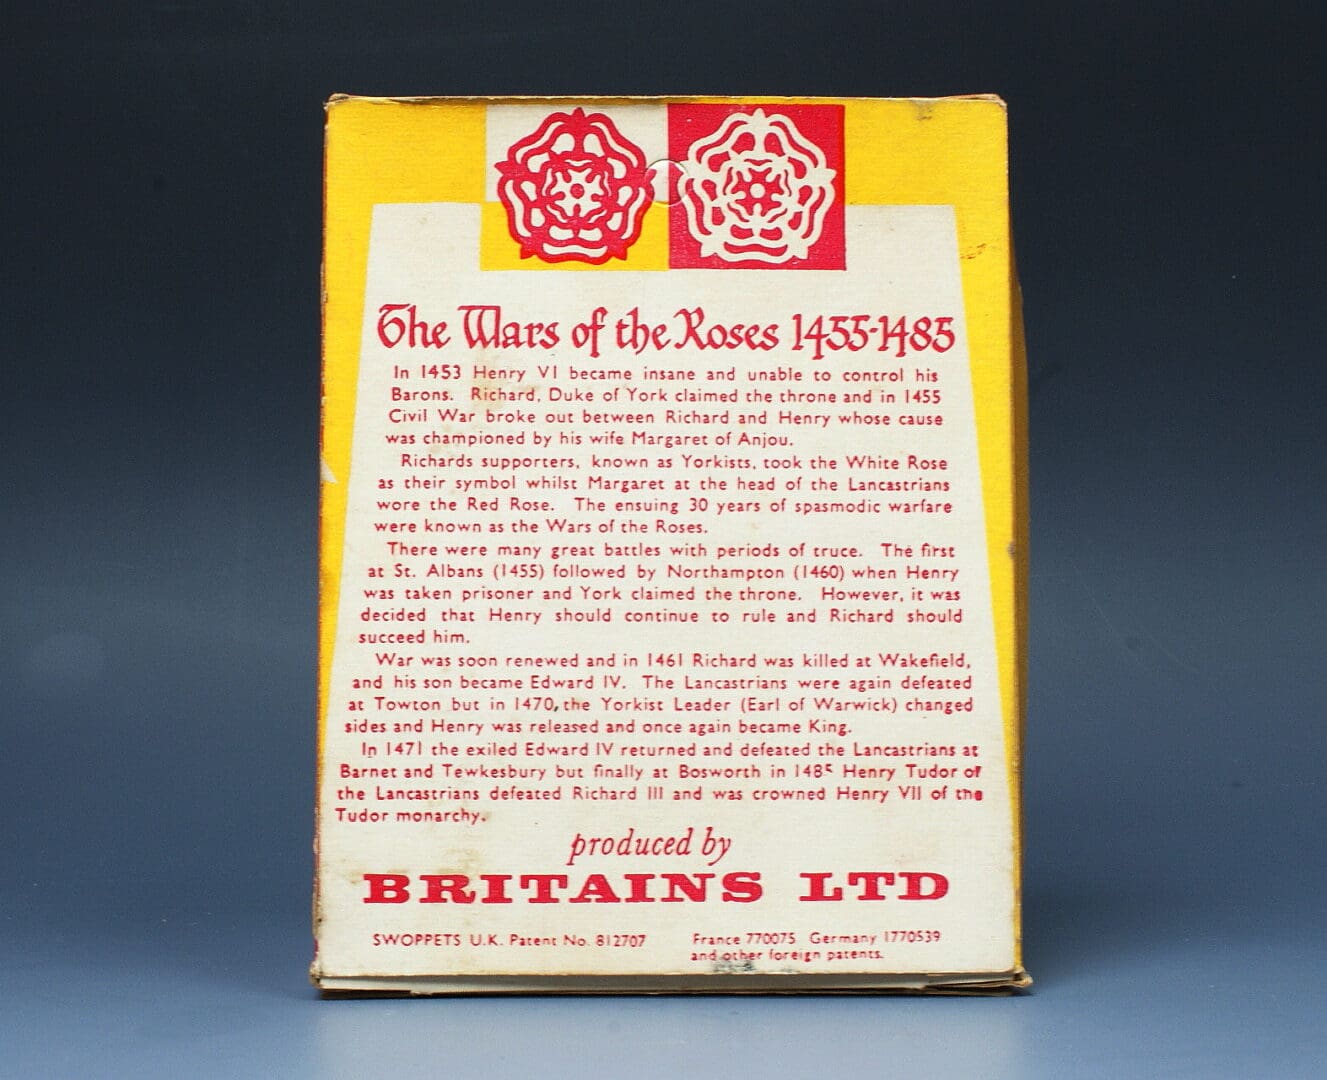 The Wars of the Roses 1455-1485
In 1453 Henry VI became insane and unable to control his
Barons. Richard, Duke of York claimed the throne and in 1455
Civil War broke out between Richard and Henry whose cause
was championed by his wife Margaret of Anjou.
Richards supporters, known as Yorkists, took the White Rose
as their symbol whilst Margaret at the head of the Lancastrians
wore the Red Rose. The ensuing 30 years of spasmodic warfare
were known as the Wars of the Roses.
There were many great battles with periods of truce. The first
at St. Albans (1455) followed by Northampton (1460) when Henry
was taken prisoner and York claimed the throne. However, it was
decided that Henry should continue to rule and Richard should
succeed him.
War was soon renewed and in 1461 Richard was killed at Wakefield,
and his son became Edward IV. The Lancastrians were again defeated
at Towton but in 1470, the Yorkist Leader (Earl of Warwick) changed
sides and Henry was released and once again became King.
In 1471 the exiled Edward IV returned and defeated the Lancastrians at
Barnet and Tewkesbury but finally at Bosworth in 1485 Henry Tudor of
the Lancastrians defeated Richard III and was crowned Henry VII of the
Tudor monarchy.
produced by
BRITAINS LTD
SWOPPETS U.K. Patent No. 812707
France 770075 Germany 1770539
and other foreign patents.